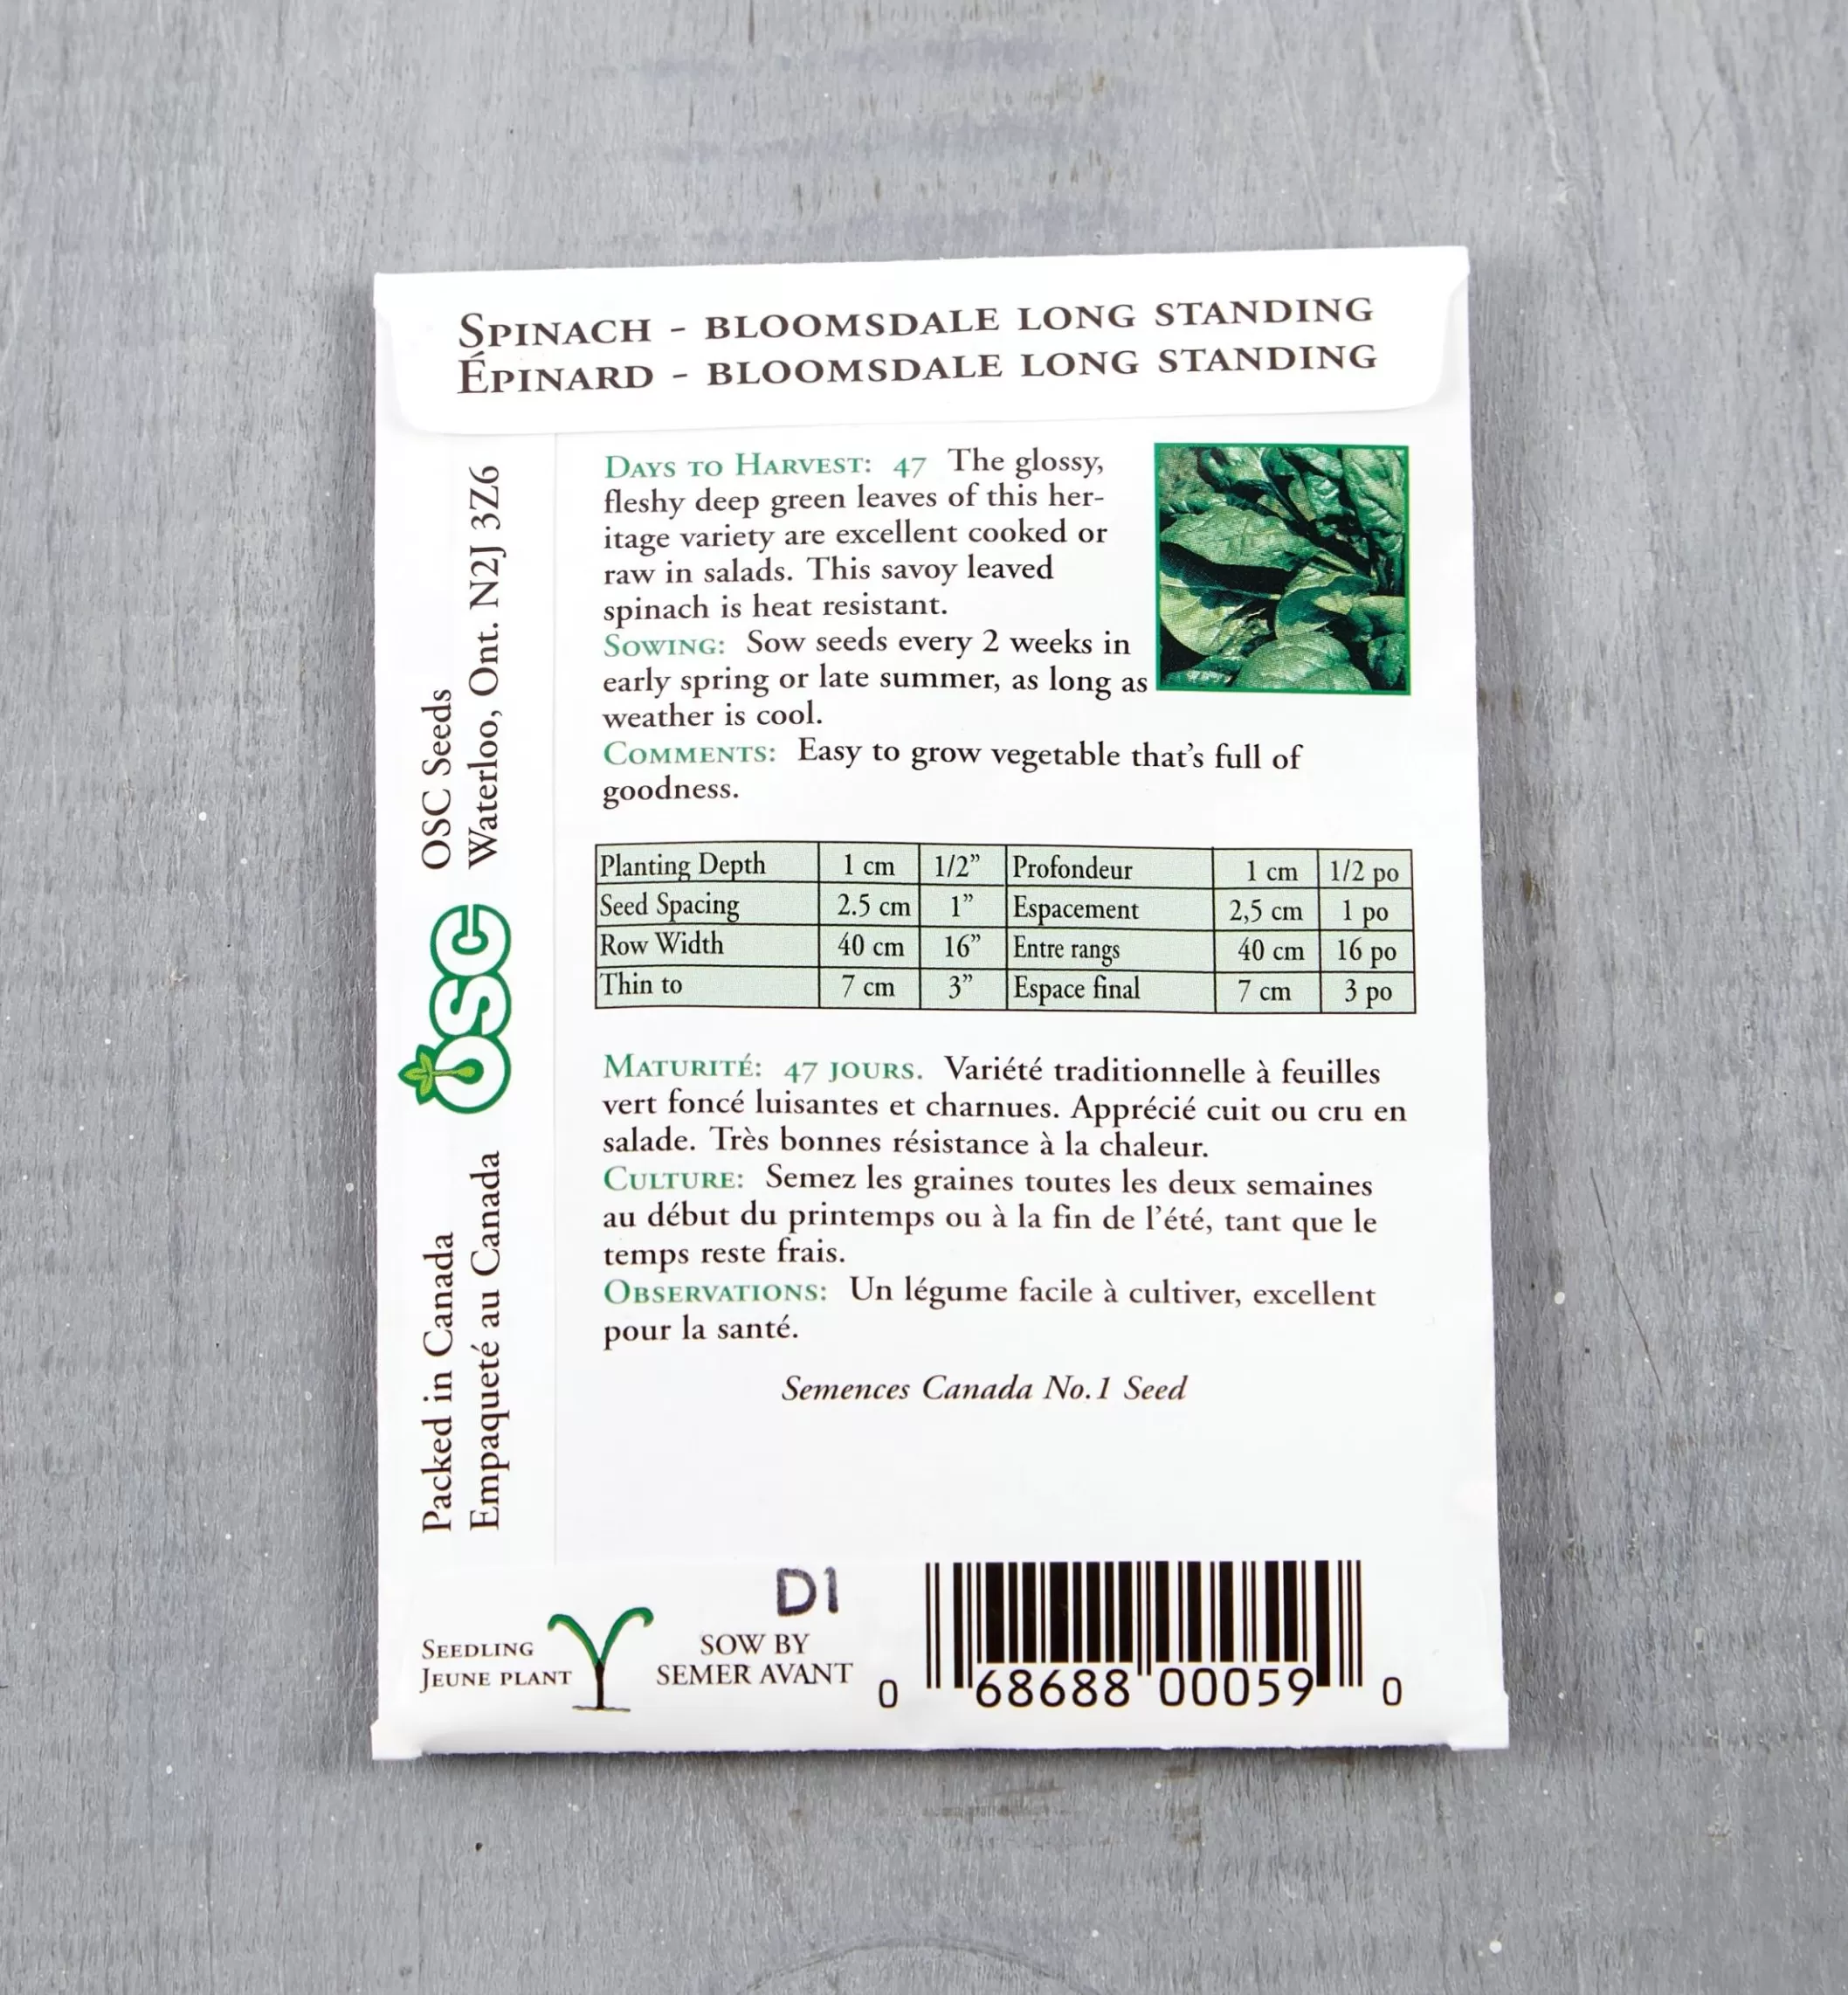 SPINACH - BLOOMSDALE LONG STANDING
ÉPINARD - BLOOMSDALE LONG STANDING
DAYS TO HARVEST: 47 The glossy,
fleshy deep green leaves of this her-
itage variety are excellent cooked or
raw in salads. This savoy leaved
spinach is heat resistant.
SOWING: Sow seeds every 2 weeks in
early spring or late summer, as long as
weather is cool.
COMMENTS: Easy to grow vegetable that's full of
goodness.
Planting Depth 1 cm 1/2” Profondeur 1 cm 1/2 po
Seed Spacing 2.5 cm 1” Espacement 2,5 cm 1 po
Row Width 40 cm 16” Entre rangs 40 cm 16 po
Thin to 7 cm 3” Espace final 7 cm 3 po
MATURITÉ: 47 JOURS. Variété traditionnelle à feuilles
vert foncé luisantes et charnues. Apprécié cuit ou cru en
salade. Très bonnes résistance à la chaleur.
CULTURE: Semez les graines toutes les deux semaines
au début du printemps ou à la fin de l'été, tant que le
temps reste frais.
OBSERVATIONS: Un légume facile à cultiver, excellent
pour la santé.
Semences Canada No.1 Seed
OSC Seeds
Waterloo, Ont. N2J 3Z6
OSC
Packed in Canada
Empaqueté au Canada
SEEDLING
JEUNE PLANT
D1
SOW BY
SEMER AVANT
0 68688 00059 0